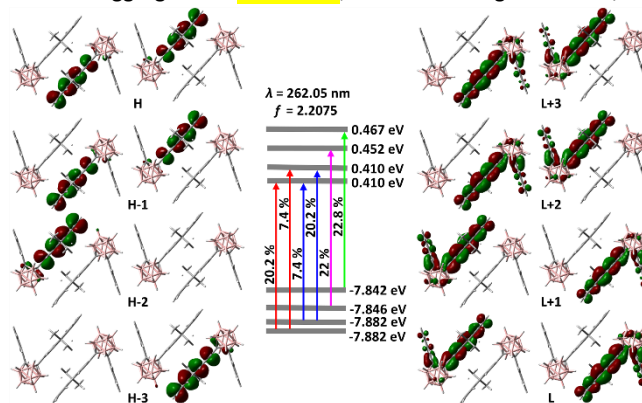 H
L+3
λ = 262.05 nm
f = 2.2075
0.467 eV
0.452 eV
0.410 eV
0.410 eV
H-1
L+2
20.2 %
7.4 %
7.4 %
20.2 %
22 %
22.8 %
H-2
L+1
-7.842 eV
-7.846 eV
-7.882 eV
-7.882 eV
H-3
L